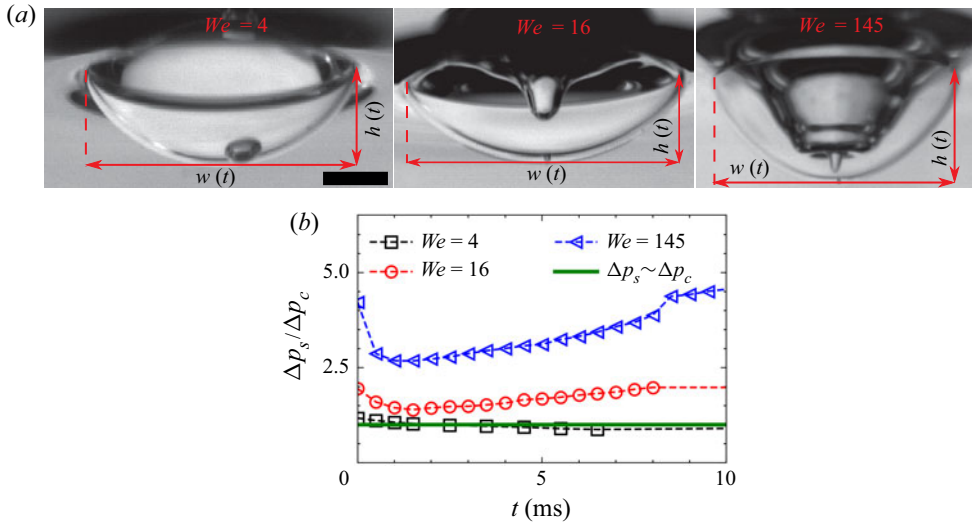 (a)
We = 4
We = 16
We = 145
h (t)
h (t)
h (t)
w (t)
w (t)
w (t)
(b)
We = 4
We = 145
We = 16
Δp_s ~ Δp_c
5.0
2.5
0
5
10
Δp_s/Δp_c
t (ms)